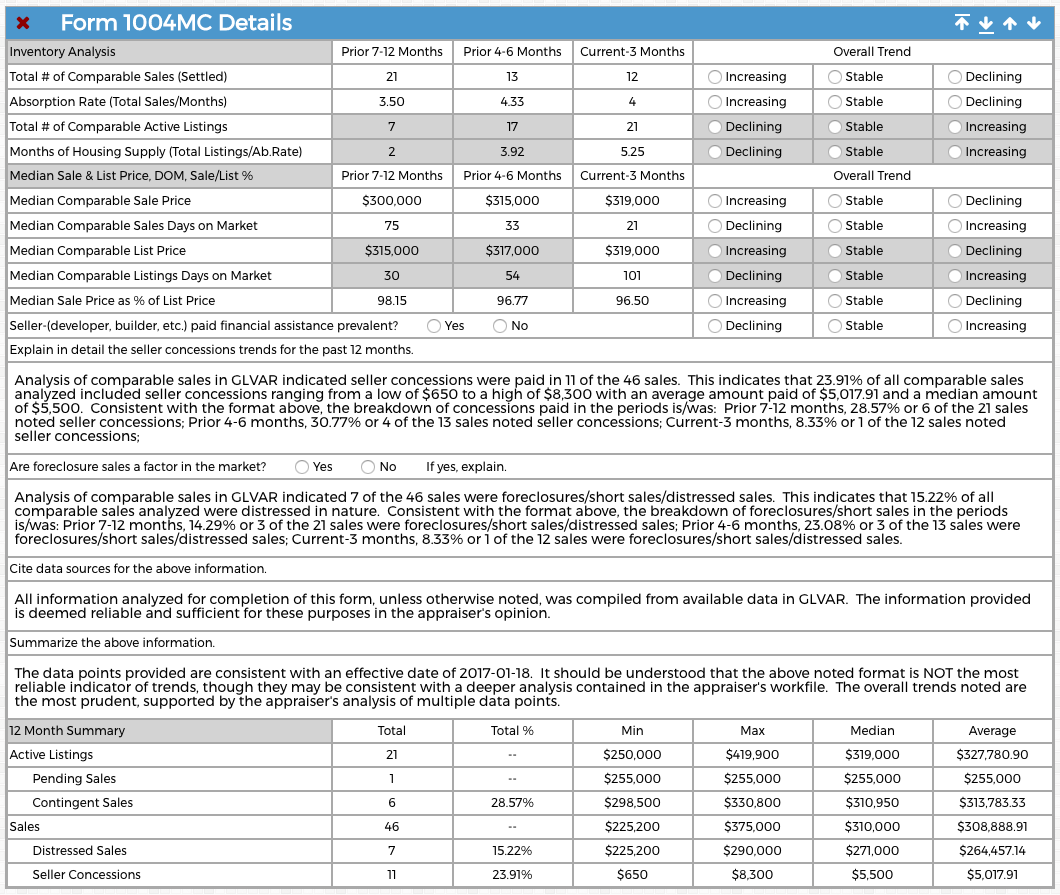 Form 1004MC Details
Inventory Analysis Prior 7-12 Months Prior 4-6 Months Current-3 Months Overall Trend
Total # of Comparable Sales (Settled) 21 13 12 Increasing Stable Declining
Absorption Rate (Total Sales/Months) 3.50 4.33 4 Increasing Stable Declining
Total # of Comparable Active Listings 7 17 21 Declining Stable Increasing
Months of Housing Supply (Total Listings/Ab.Rate) 2 3.92 5.25 Declining Stable Increasing
Median Sale & List Price, DOM, Sale/List % Prior 7-12 Months Prior 4-6 Months Current-3 Months Overall Trend
Median Comparable Sale Price $300,000 $315,000 $319,000 Increasing Stable Declining
Median Comparable Sales Days on Market 75 33 21 Declining Stable Increasing
Median Comparable List Price $315,000 $317,000 $319,000 Increasing Stable Declining
Median Comparable Listings Days on Market 30 54 101 Declining Stable Increasing
Median Sale Price as % of List Price 98.15 96.77 96.50 Increasing Stable Declining
Seller-(developer, builder, etc.) paid financial assistance prevalent? Yes No Declining Stable Increasing
Explain in detail the seller concessions trends for the past 12 months.
Analysis of comparable sales in GLVAR indicated seller concessions were paid in 11 of the 46 sales. This indicates that 23.91% of all comparable sales
analyzed included seller concessions ranging from a low of $650 to a high of $8,300 with an average amount paid of $5,017.91 and a median amount
of $5,500. Consistent with the format above, the breakdown of concessions paid in the periods is/was: Prior 7-12 months, 28.57% or 6 of the 21 sales
noted seller concessions; Prior 4-6 months, 30.77% or 4 of the 13 sales noted seller concessions; Current-3 months, 8.33% or 1 of the 12 sales noted
seller concessions;
Are foreclosure sales a factor in the market? Yes No If yes, explain.
Analysis of comparable sales in GLVAR indicated 7 of the 46 sales were foreclosures/short sales/distressed sales. This indicates that 15.22% of all
comparable sales analyzed were distressed in nature. Consistent with the format above, the breakdown of foreclosures/short sales in the periods
is/was: Prior 7-12 months, 14.29% or 3 of the 21 sales were foreclosures/short sales/distressed sales; Prior 4-6 months, 23.08% or 3 of the 13 sales were
foreclosures/short sales/distressed sales; Current-3 months, 8.33% or 1 of the 12 sales were foreclosures/short sales/distressed sales.
Cite data sources for the above information.
All information analyzed for completion of this form, unless otherwise noted, was compiled from available data in GLVAR. The information provided
is deemed reliable and sufficient for these purposes in the appraiser's opinion.
Summarize the above information.
The data points provided are consistent with an effective date of 2017-01-18. It should be understood that the above noted format is NOT the most
reliable indicator of trends, though they may be consistent with a deeper analysis contained in the appraiser's workfile. The overall trends noted are
the most prudent, supported by the appraiser's analysis of multiple data points.
12 Month Summary Total Total % Min Max Median Average
Active Listings 21 -- $250,000 $419,900 $319,000 $327,780.90
Pending Sales 1 -- $255,000 $255,000 $255,000 $255,000
Contingent Sales 6 28.57% $298,500 $330,800 $310,950 $313,783.33
Sales 46 -- $225,200 $375,000 $310,000 $308,888.91
Distressed Sales 7 15.22% $225,200 $290,000 $271,000 $264,457.14
Seller Concessions 11 23.91% $650 $8,300 $5,500 $5,017.91